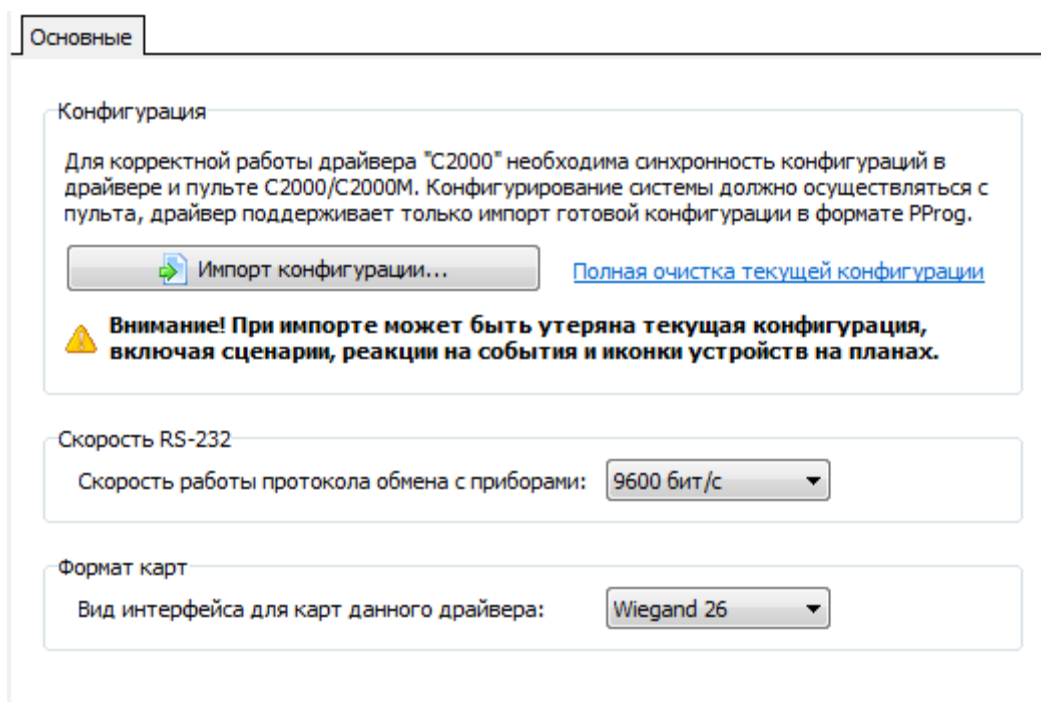 Основные
Конфигурация
Для корректной работы драйвера "С2000" необходима синхронность конфигураций в
драйвере и пульте С2000/С2000М. Конфигурирование системы должно осуществляться с
пульта, драйвер поддерживает только импорт готовой конфигурации в формате PProg.
Импорт конфигурации...
Полная очистка текущей конфигурации
Внимание! При импорте может быть утеряна текущая конфигурация,
включая сценарии, реакции на события и иконки устройств на планах.
Скорость RS-232
Скорость работы протокола обмена с приборами:
9600 бит/с
Формат карт
Вид интерфейса для карт данного драйвера:
Wiegand 26